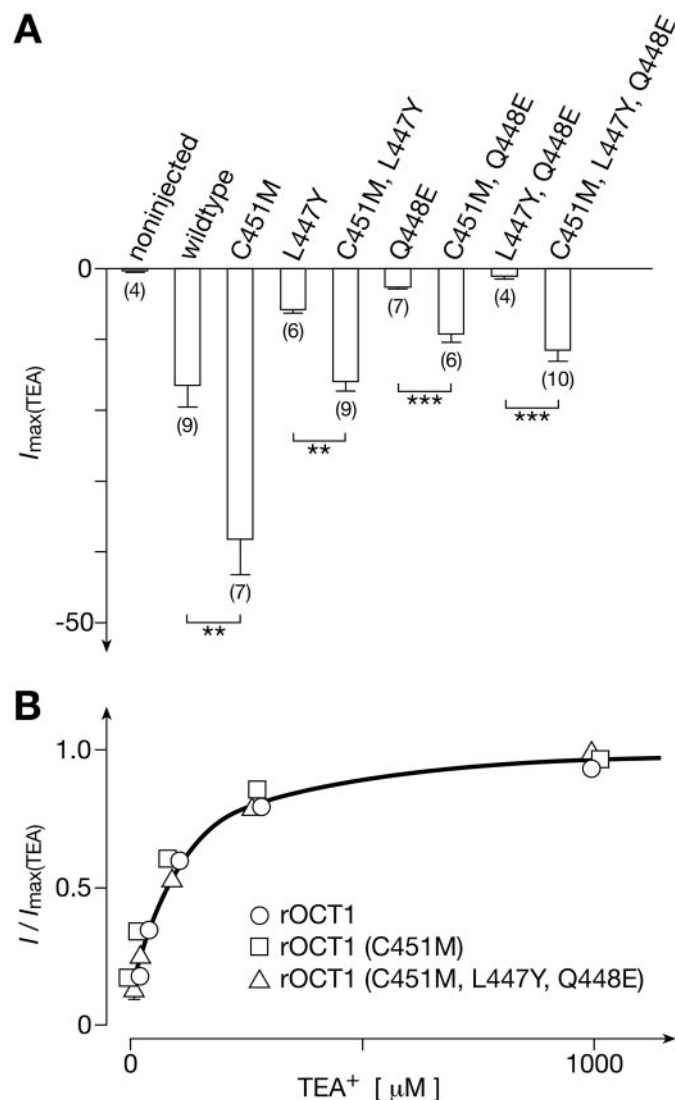 A
noninjected
wildtype
C451M
L447Y
C451M, L447Y
Q448E
C451M, Q448E
L447Y, Q448E
C451M, L447Y, Q448E
0
(4)
(9)
(7)
(6)
(9)
(7)
(6)
(4)
(10)
**
**
***
***
-50
Imax(TEA)
B
1.0
0.5
0
I / Imax(TEA)
rOCT1
rOCT1 (C451M)
rOCT1 (C451M, L447Y, Q448E)
0
1000
TEA+ [ μM ]